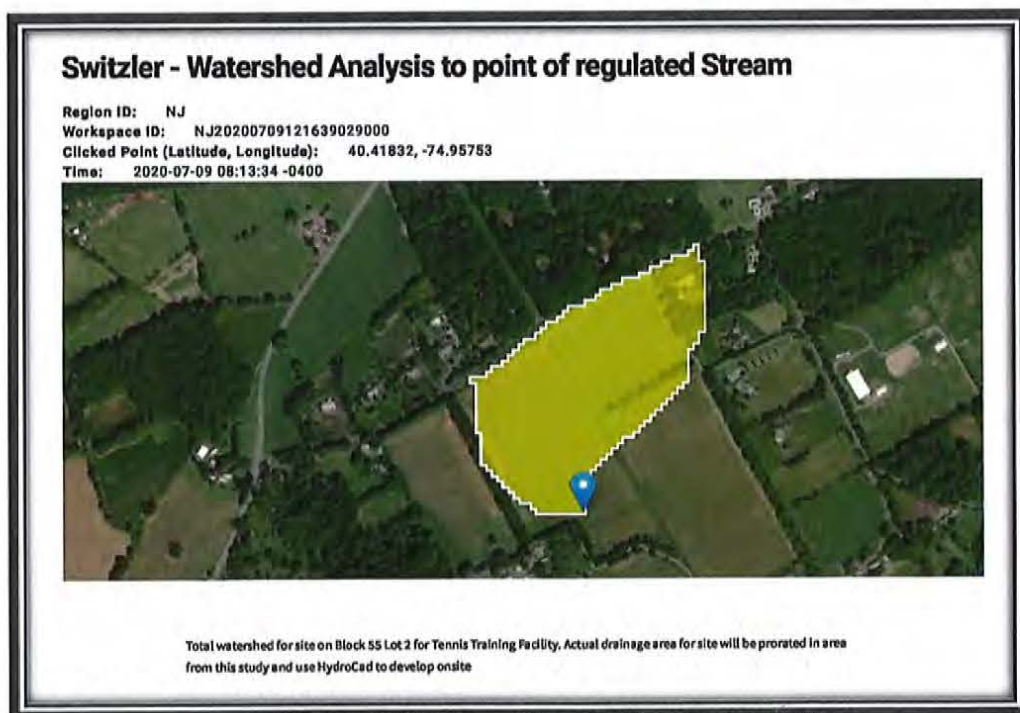 Switzler - Watershed Analysis to point of regulated Stream
Region ID: NJ
Workspace ID: NJ20200709121639029000
Clicked Point (Latitude, Longitude): 40.41832, -74.95753
Time: 2020-07-09 08:13:34 -0400
Total watershed for site on Block 55 Lot 2 for Tennis Training Facility. Actual drainage area for site will be prorated in area
from this study and use HydroCad to develop onsite